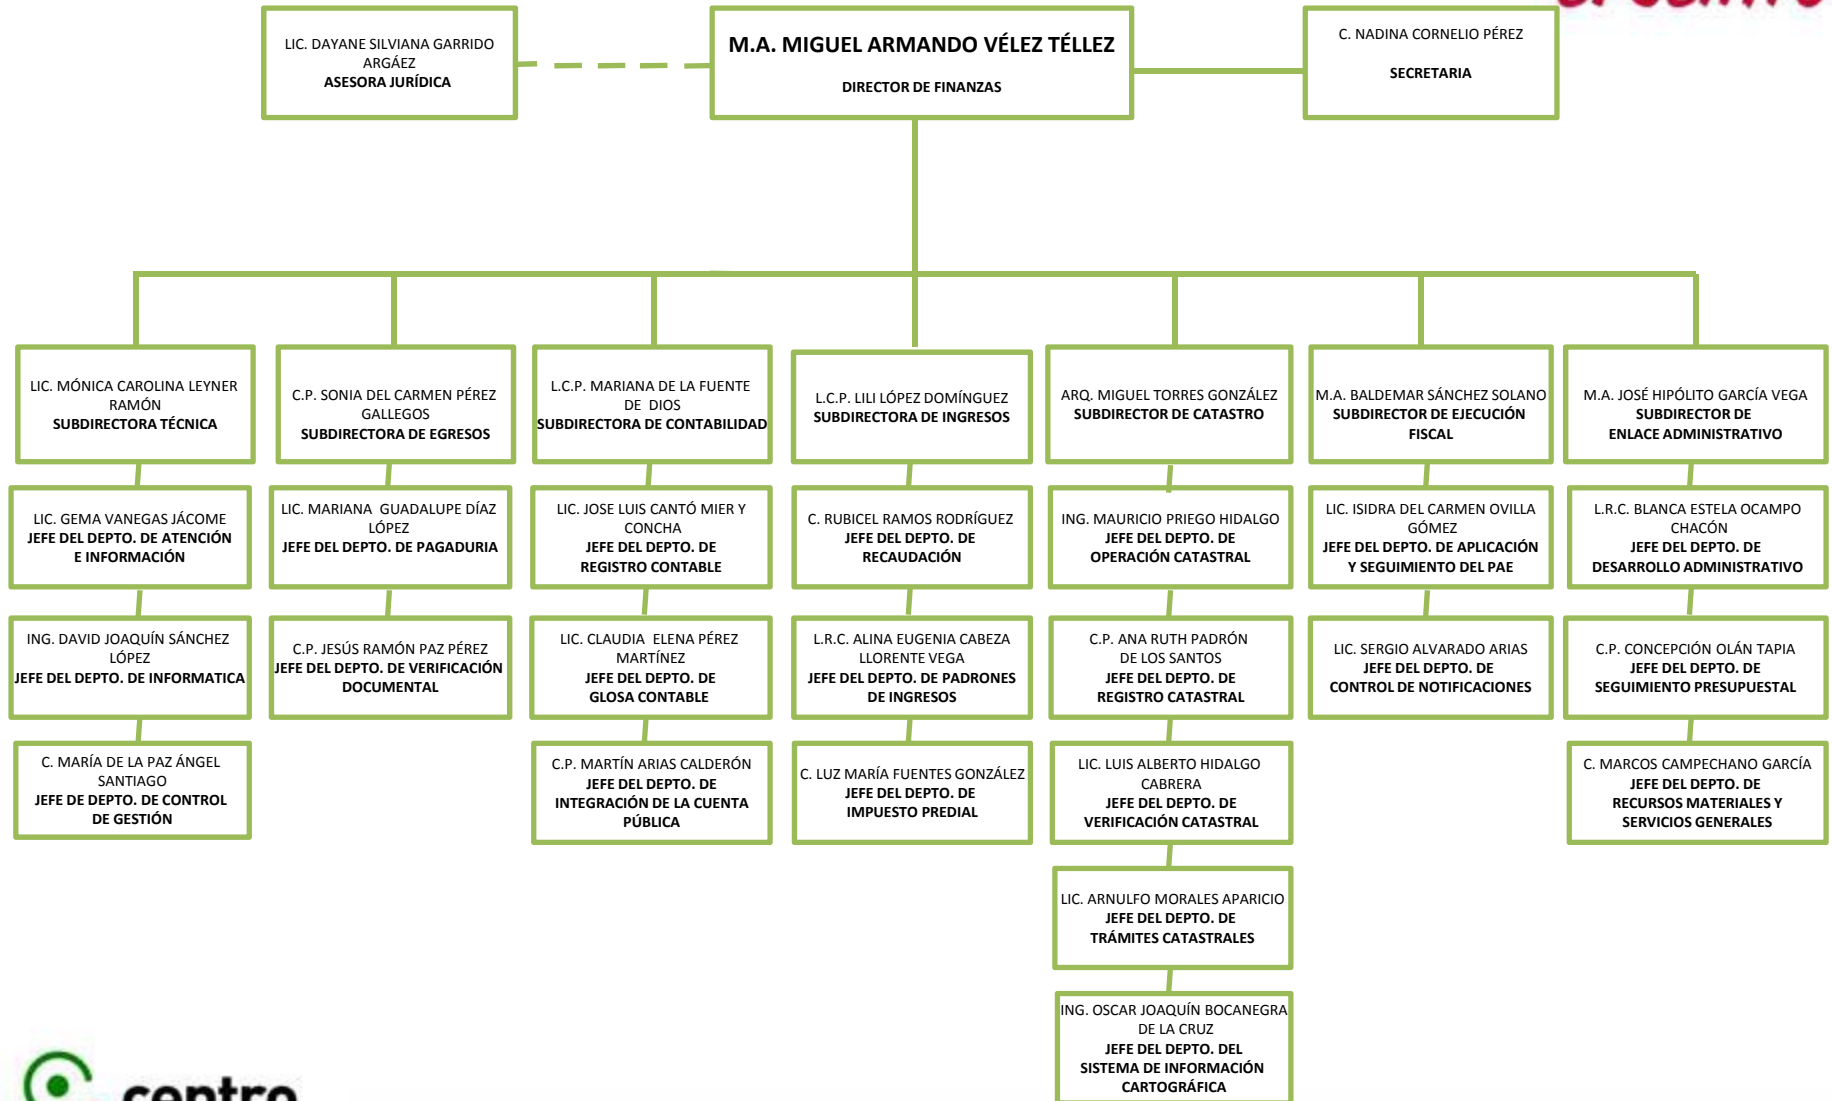 LIC. DAYANE SILVIANA GARRIDO
ARGÁEZ
ASESORA JURÍDICA
M.A. MIGUEL ARMANDO VÉLEZ TÉLLEZ
DIRECTOR DE FINANZAS
C. NADINA CORNELIO PÉREZ
SECRETARIA
LIC. MÓNICA CAROLINA LEYNER
RAMÓN
SUBDIRECTORA TÉCNICA
C.P. SONIA DEL CARMEN PÉREZ
GALLEGOS
SUBDIRECTORA DE EGRESOS
L.C.P. MARIANA DE LA FUENTE
DE DIOS
SUBDIRECTORA DE CONTABILIDAD
L.C.P. LILI LÓPEZ DOMÍNGUEZ
SUBDIRECTORA DE INGRESOS
ARQ. MIGUEL TORRES GONZÁLEZ
SUBDIRECTOR DE CATASTRO
M.A. BALDEMAR SÁNCHEZ SOLANO
SUBDIRECTOR DE EJECUCIÓN
FISCAL
M.A. JOSÉ HIPÓLITO GARCÍA VEGA
SUBDIRECTOR DE
ENLACE ADMINISTRATIVO
LIC. GEMA VANEGAS JÁCOME
JEFE DEL DEPTO. DE ATENCIÓN
E INFORMACIÓN
LIC. MARIANA GUADALUPE DÍAZ
LÓPEZ
JEFE DEL DEPTO. DE PAGADURIA
LIC. JOSE LUIS CANTÓ MIER Y
CONCHA
JEFE DEL DEPTO. DE
REGISTRO CONTABLE
C. RUBICEL RAMOS RODRÍGUEZ
JEFE DEL DEPTO. DE
RECAUDACIÓN
ING. MAURICIO PRIEGO HIDALGO
JEFE DEL DEPTO. DE
OPERACIÓN CATASTRAL
LIC. ISIDRA DEL CARMEN OVILLA
GÓMEZ
JEFE DEL DEPTO. DE APLICACIÓN
Y SEGUIMIENTO DEL PAE
L.R.C. BLANCA ESTELA OCAMPO
CHACÓN
JEFE DEL DEPTO. DE
DESARROLLO ADMINISTRATIVO
ING. DAVID JOAQUÍN SÁNCHEZ
LÓPEZ
JEFE DEL DEPTO. DE INFORMATICA
C.P. JESÚS RAMÓN PAZ PÉREZ
JEFE DEL DEPTO. DE VERIFICACIÓN
DOCUMENTAL
LIC. CLAUDIA ELENA PÉREZ
MARTÍNEZ
JEFE DEL DEPTO. DE
GLOSA CONTABLE
L.R.C. ALINA EUGENIA CABEZA
LLORENTE VEGA
JEFE DEL DEPTO. DE PADRONES
DE INGRESOS
C.P. ANA RUTH PADRÓN
DE LOS SANTOS
JEFE DEL DEPTO. DE
REGISTRO CATASTRAL
LIC. SERGIO ALVARADO ARIAS
JEFE DEL DEPTO. DE
CONTROL DE NOTIFICACIONES
C.P. CONCEPCIÓN OLÁN TAPIA
JEFE DEL DEPTO. DE
SEGUIMIENTO PRESUPUESTAL
C. MARÍA DE LA PAZ ÁNGEL
SANTIAGO
JEFE DE DEPTO. DE CONTROL
DE GESTIÓN
C.P. MARTÍN ARIAS CALDERÓN
JEFE DEL DEPTO. DE
INTEGRACIÓN DE LA CUENTA
PÚBLICA
C. LUZ MARÍA FUENTES GONZÁLEZ
JEFE DEL DEPTO. DE
IMPUESTO PREDIAL
LIC. LUIS ALBERTO HIDALGO
CABRERA
JEFE DEL DEPTO. DE
VERIFICACIÓN CATASTRAL
C. MARCOS CAMPECHANO GARCÍA
JEFE DEL DEPTO. DE
RECURSOS MATERIALES Y
SERVICIOS GENERALES
LIC. ARNULFO MORALES APARICIO
JEFE DEL DEPTO. DE
TRÁMITES CATASTRALES
ING. OSCAR JOAQUÍN BOCANEGRA
DE LA CRUZ
JEFE DEL DEPTO. DEL
SISTEMA DE INFORMACIÓN
CARTOGRÁFICA
centro